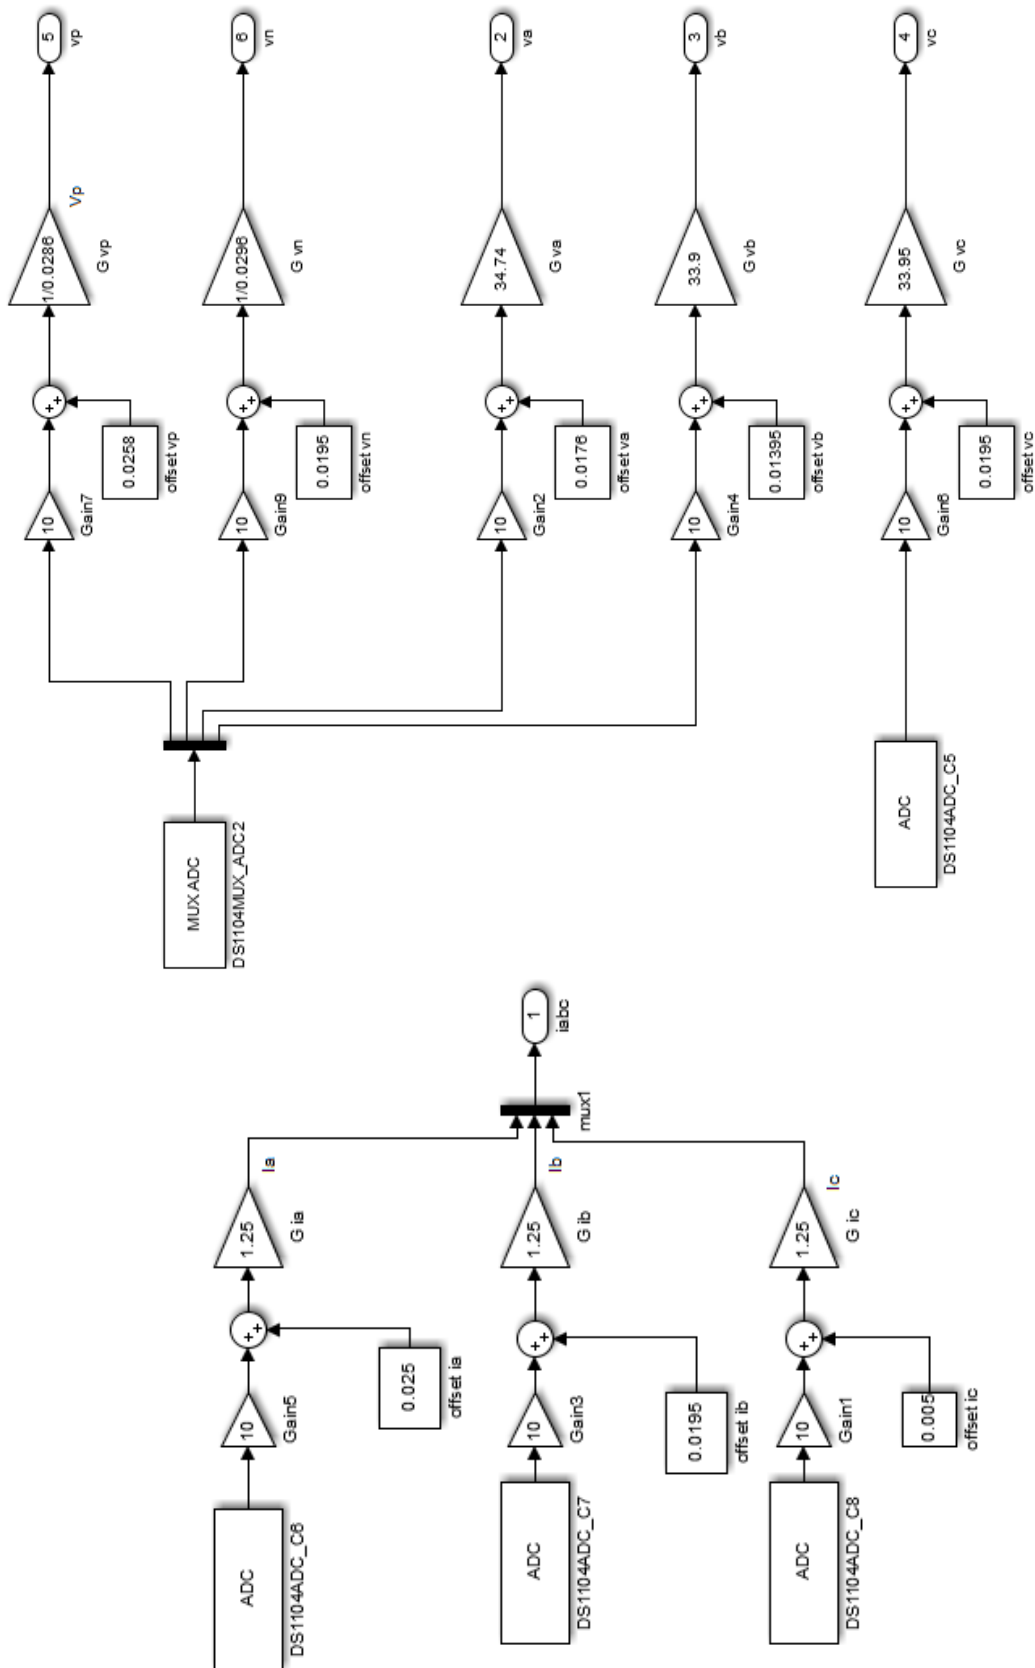 5
vp
6
vn
2
va
3
vb
4
vc
Vp
1/0.0286
G vp
1/0.0296
G vn
34.74
G va
33.9
G vb
33.95
G vc
++
0.0258
offset vp
++
0.0195
offset vn
++
0.0176
offset va
++
0.01395
offset vb
++
0.0195
offset vc
10
Gain7
10
Gain9
10
Gain2
10
Gain4
10
Gain6
MUX ADC
DS1104MUX_ADC2
ADC
DS1104ADC_C5
1
iabc
mux1
Ia
Ib
Ic
1.25
G ia
1.25
G ib
1.25
G ic
++
0.025
offset ia
++
0.0195
offset ib
++
0.005
offset ic
10
Gain5
10
Gain3
10
Gain1
ADC
DS1104ADC_C6
ADC
DS1104ADC_C7
ADC
DS1104ADC_C8